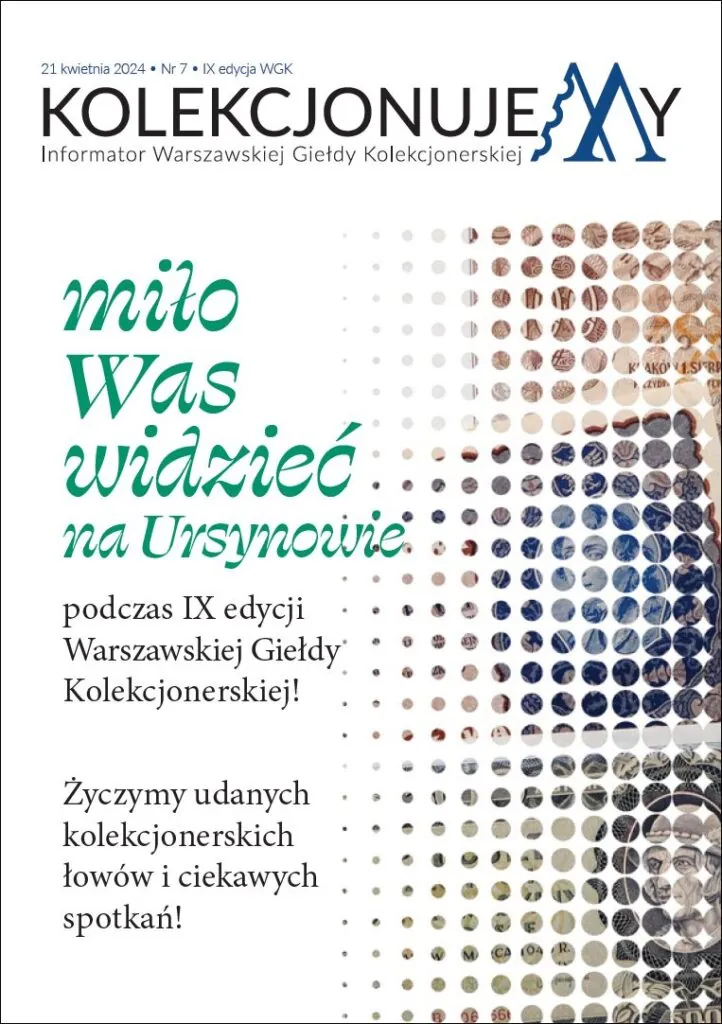 21 kwietnia 2024 • Nr 7 • IX edycja WGK
KOLEKCJONUJEMY
Informator Warszawskiej Giełdy Kolekcjonerskiej
miło
Was
widzieć
na Ursynowie
podczas IX edycji
Warszawskiej Giełdy
Kolekcjonerskiej!
Życzymy udanych
kolekcjonerskich
łowów i ciekawych
spotkań!